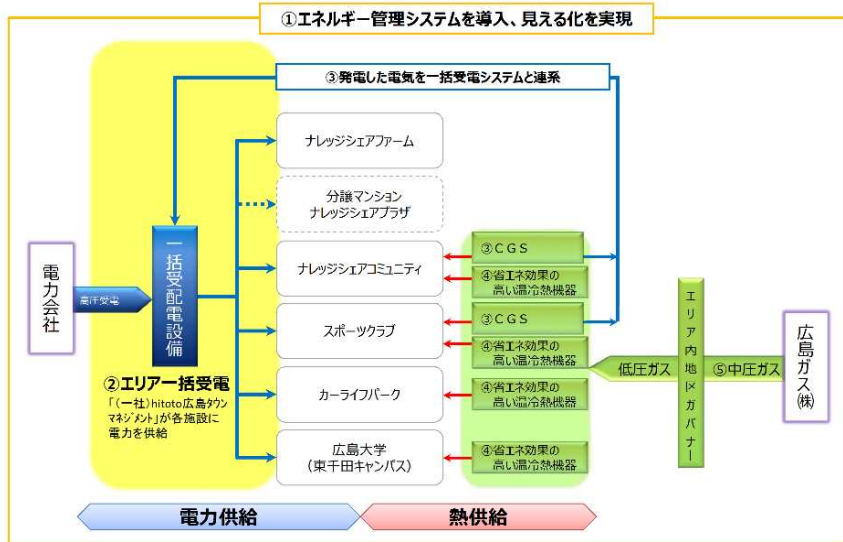 ①エネルギー管理システムを導入、見える化を実現
③発電した電気を一括受電システムと連系
ナレッジシェアファーム
分譲マンション
ナレッジシェアプラザ
ナレッジシェアコミュニティ
スポーツクラブ
カーライフパーク
広島大学
(東千田キャンパス)
電力会社
高圧受電
一括受配電設備
②エリア一括受電
「(一社)hitoto広島タウン
マネジメント」が各施設に
電力を供給
③CGS
④省エネ効果の
高い温冷熱機器
③CGS
④省エネ効果の
高い温冷熱機器
④省エネ効果の
高い温冷熱機器
④省エネ効果の
高い温冷熱機器
低圧ガス
エリア内地区ガバナー
⑤中圧ガス
広島ガス㈱
電力供給
熱供給